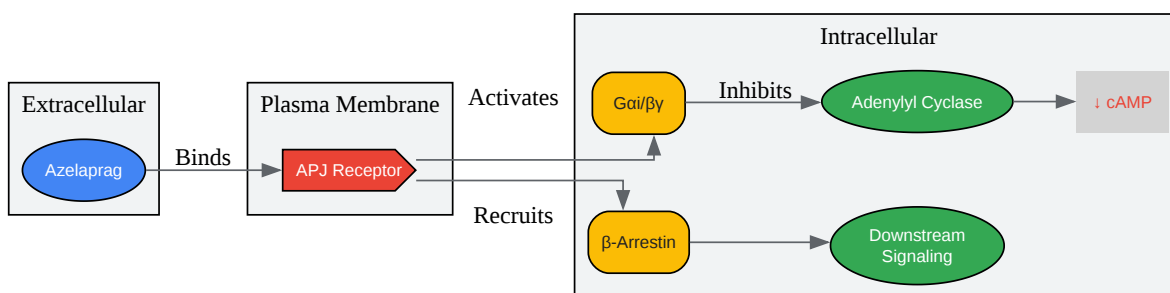 Extracellular
Azelaprag
Binds
Plasma Membrane
APJ Receptor
Activates
Recruits
Intracellular
Gαi/βγ
Inhibits
Adenylyl Cyclase
↓ cAMP
β-Arrestin
Downstream
Signaling